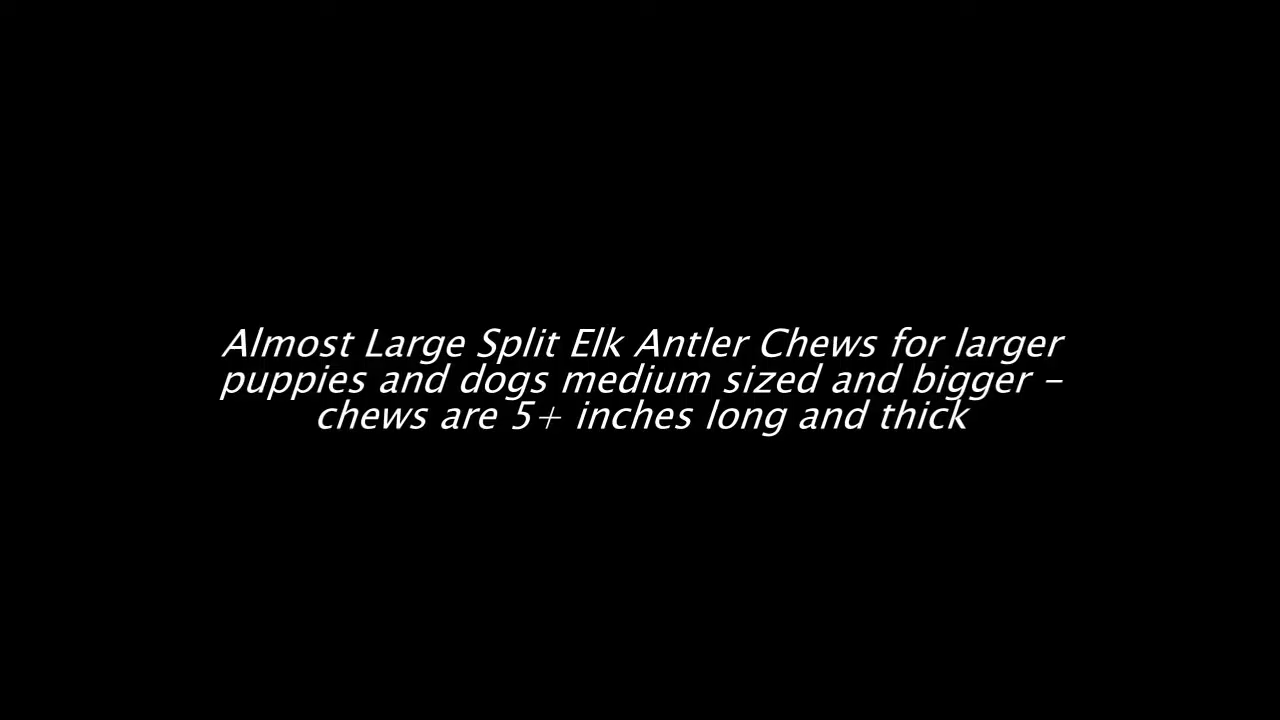 Almost Large Split Elk Antler Chews for larger
puppies and dogs medium sized and bigger -
chews are 5+ inches long and thick